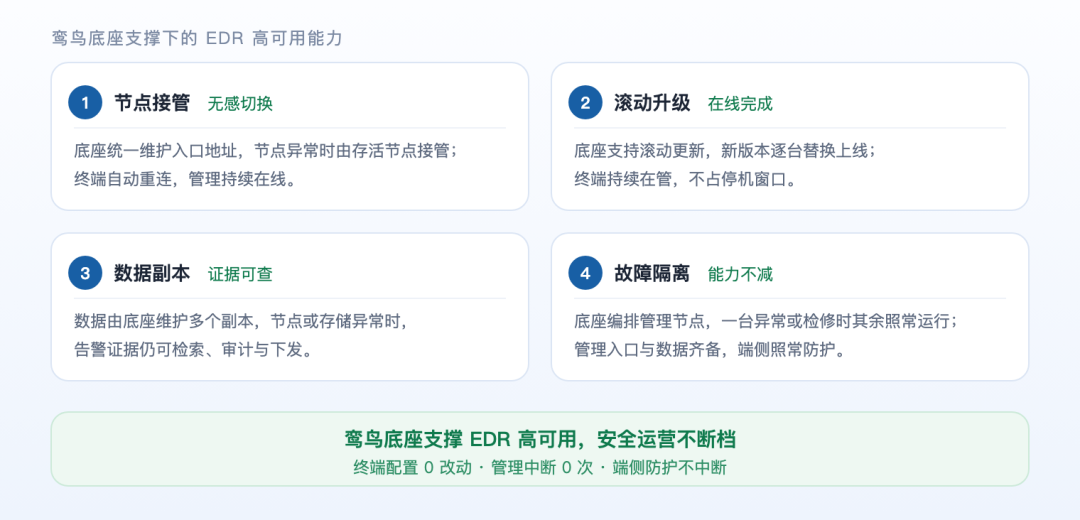 鸾鸟底座支撑下的 EDR 高可用能力
1 节点接管 无感切换
底座统一维护入口地址，节点异常时由存活节点接管；
终端自动重连，管理持续在线。
2 滚动升级 在线完成
底座支持滚动更新，新版本逐台替换上线；
终端持续在管，不占停机窗口。
3 数据副本 证据可查
数据由底座维护多个副本，节点或存储异常时，
告警证据仍可检索、审计与下发。
4 故障隔离 能力不减
底座编排管理节点，一台异常或检修时其余照常运行；
管理入口与数据齐备，端侧照常防护。
鸾鸟底座支撑 EDR 高可用，安全运营不断档
终端配置 0 改动 · 管理中断 0 次 · 端侧防护不中断